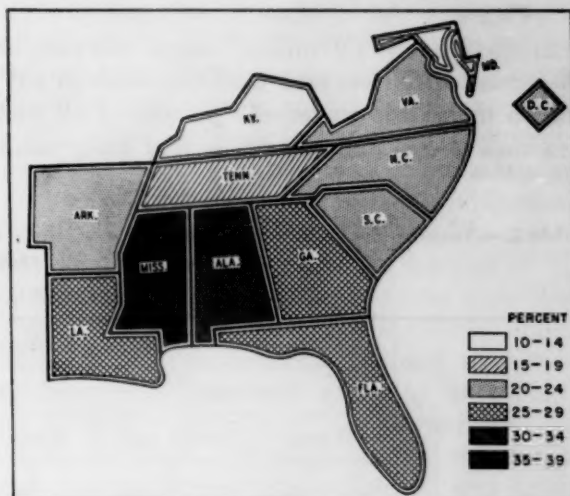 MD.
VA.
D. C.
KY.
TENN.
N.C.
ARK.
S.C.
MISS.
ALA.
GA.
LA.
FLA.
PERCENT
10-14
15-19
20-24
25-29
30-34
35-39